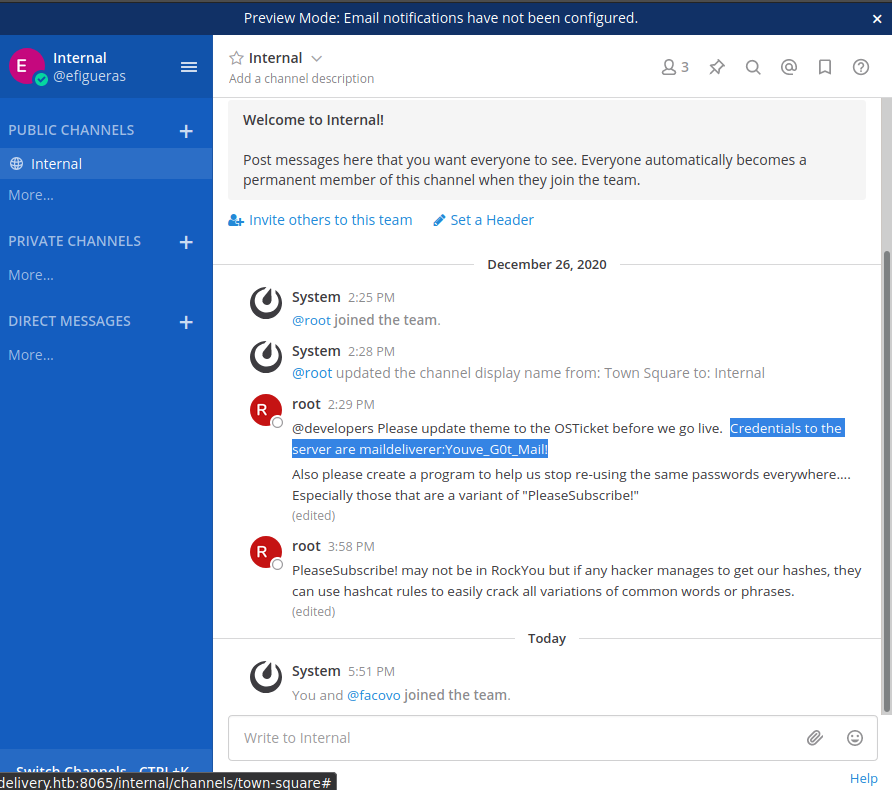 Preview Mode: Email notifications have not been configured.
×
E
Internal
@efigueras
PUBLIC CHANNELS
+
Internal
More...
PRIVATE CHANNELS
+
More...
DIRECT MESSAGES
+
More...
Switch Channels - CTRL+K
delivery.htb:8065/internal/channels/town-square#
Internal
Add a channel description
3
Welcome to Internal!
Post messages here that you want everyone to see. Everyone automatically becomes a
permanent member of this channel when they join the team.
Invite others to this team
Set a Header
December 26, 2020
System 2:25 PM
@root joined the team.
System 2:28 PM
@root updated the channel display name from: Town Square to: Internal
R
root 2:29 PM
@developers Please update theme to the OSTicket before we go live. Credentials to the
server are maildeliverer:Youve_G0t_Mail!
Also please create a program to help us stop re-using the same passwords everywhere....
Especially those that are a variant of "PleaseSubscribe!"
(edited)
R
root 3:58 PM
PleaseSubscribe! may not be in RockYou but if any hacker manages to get our hashes, they
can use hashcat rules to easily crack all variations of common words or phrases.
(edited)
Today
System 5:51 PM
You and @facovo joined the team.
Write to Internal
Help